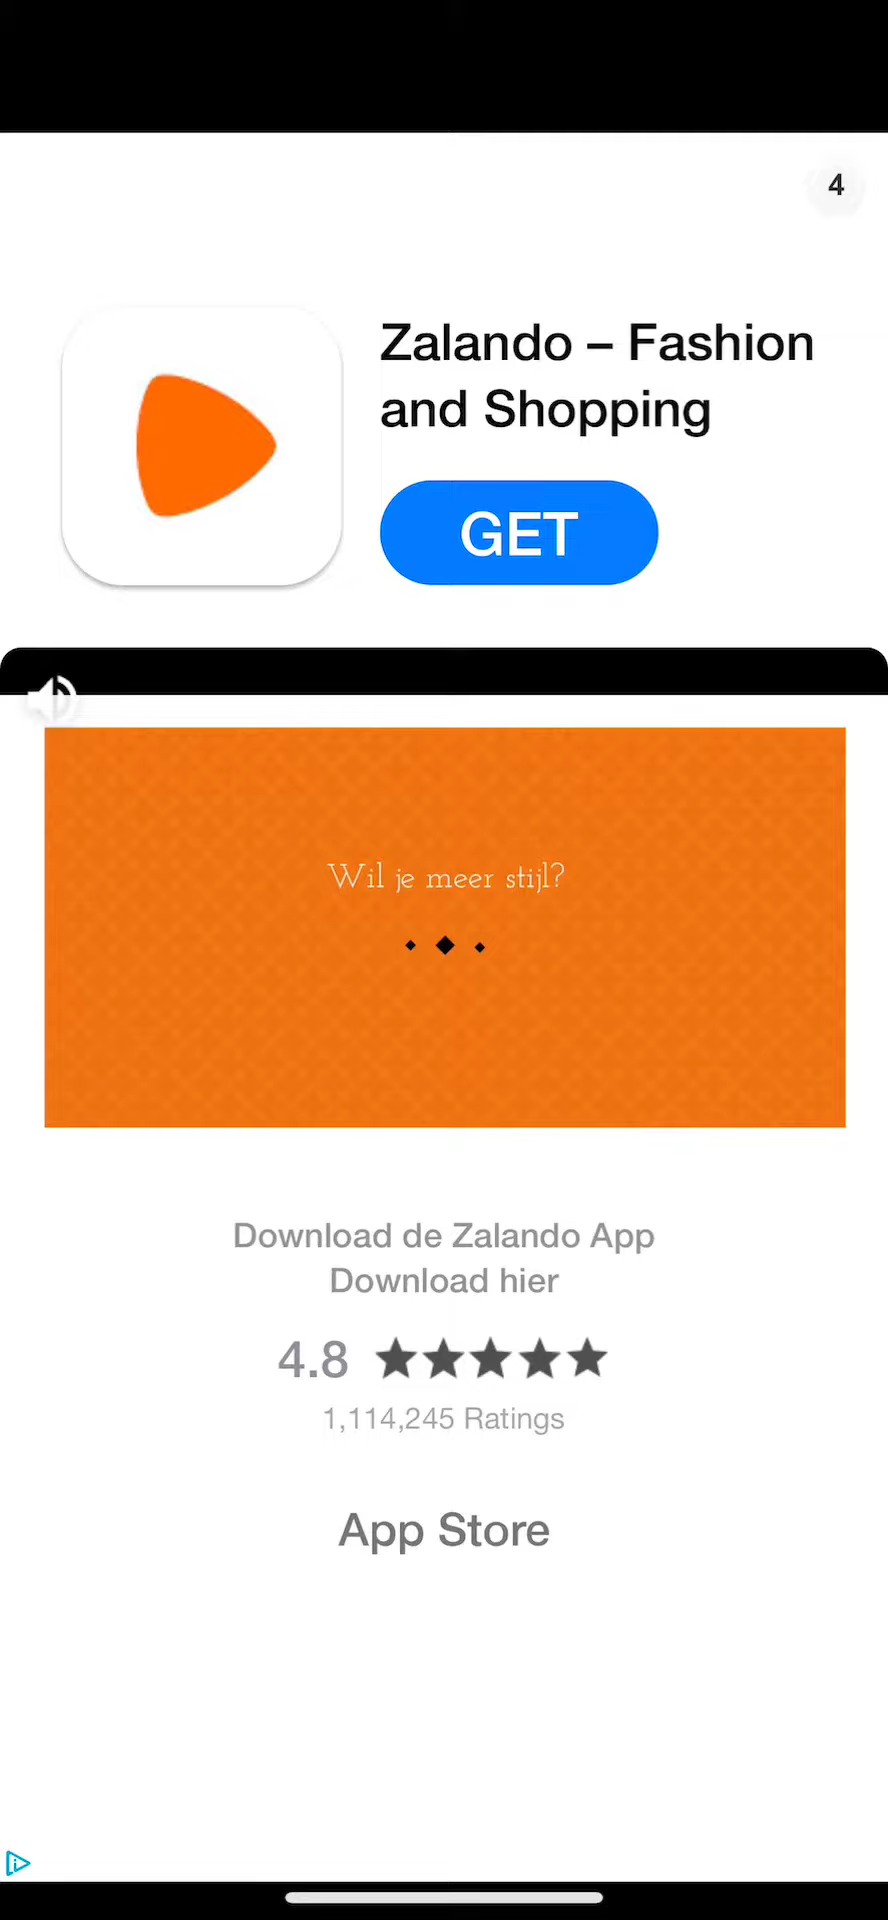 4
Zalando – Fashion
and Shopping
GET
Wil je meer stijl?
Download de Zalando App
Download hier
4.8
1,114,245 Ratings
App Store